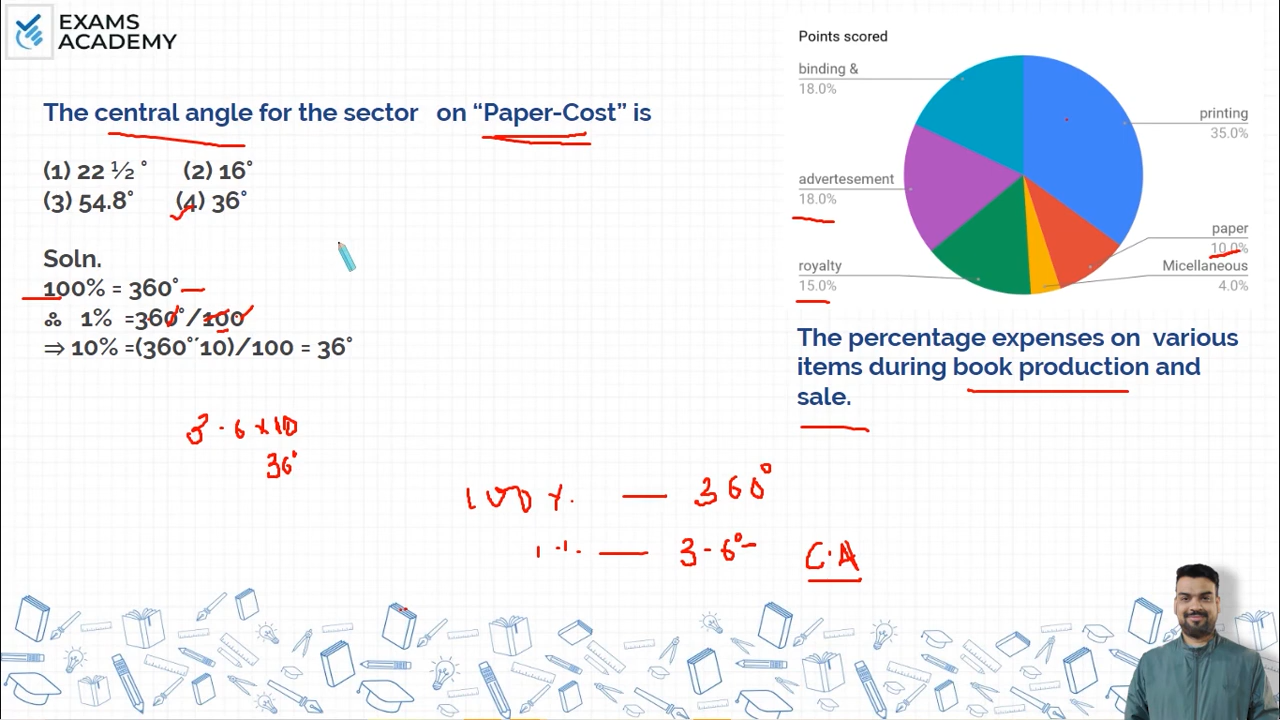 EXAMS
ACADEMY
The central angle for the sector on “Paper-Cost” is
(1) 22 ½ ° (2) 16°
(3) 54.8° (4) 36°
Soln.
100% = 360°
∴ 1% =360°/100
⇒ 10% =(360°´10)/100 = 36°
3.6 x 10
36°
100 %. — 360°
1 % — 3.6°
C.A
Points scored
binding &
18.0%
advertesement
18.0%
royalty
15.0%
printing
35.0%
paper
10.0%
Micellaneous
4.0%
The percentage expenses on various
items during book production and
sale.